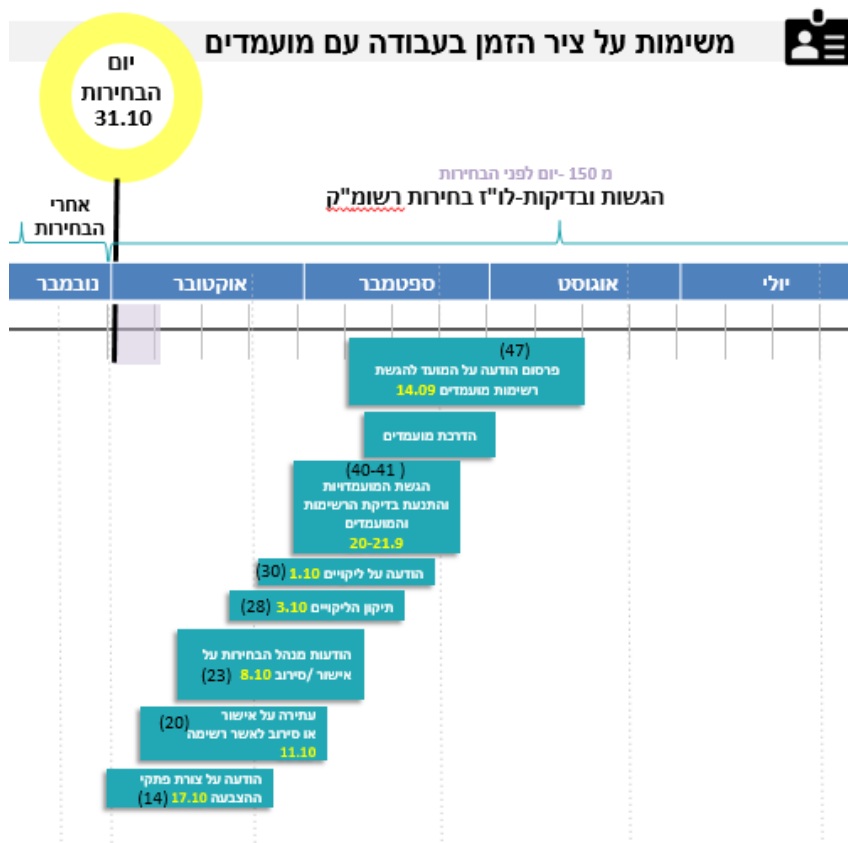 משימות על ציר הזמן בעבודה עם מועמדים
יום
הבחירות
31.10
מ 150 -יום לפני הבחירות
הגשות ובדיקות-לו"ז בחירות רשומ"ק
אחרי
הבחירות
יולי
אוגוסט
ספטמבר
אוקטובר
נובמבר
(47)
פרסום הודעה על המועד להגשת
רשימות מועמדים 14.09
הדרכת מועמדים
(40-41 )
הגשת המועמדויות
והתנעת בדיקת הרשימות
והמועמדים
20-21.9
הודעה על ליקויים 1.10 (30)
תיקון הליקויים 3.10 (28)
הודעות מנהל הבחירות על
אישור /סירוב 8.10 (23)
עתירה על אישור
או סירוב לאשר רשימה (20)
11.10
הודעה על צורת פתקי
ההצבעה 17.10 (14)